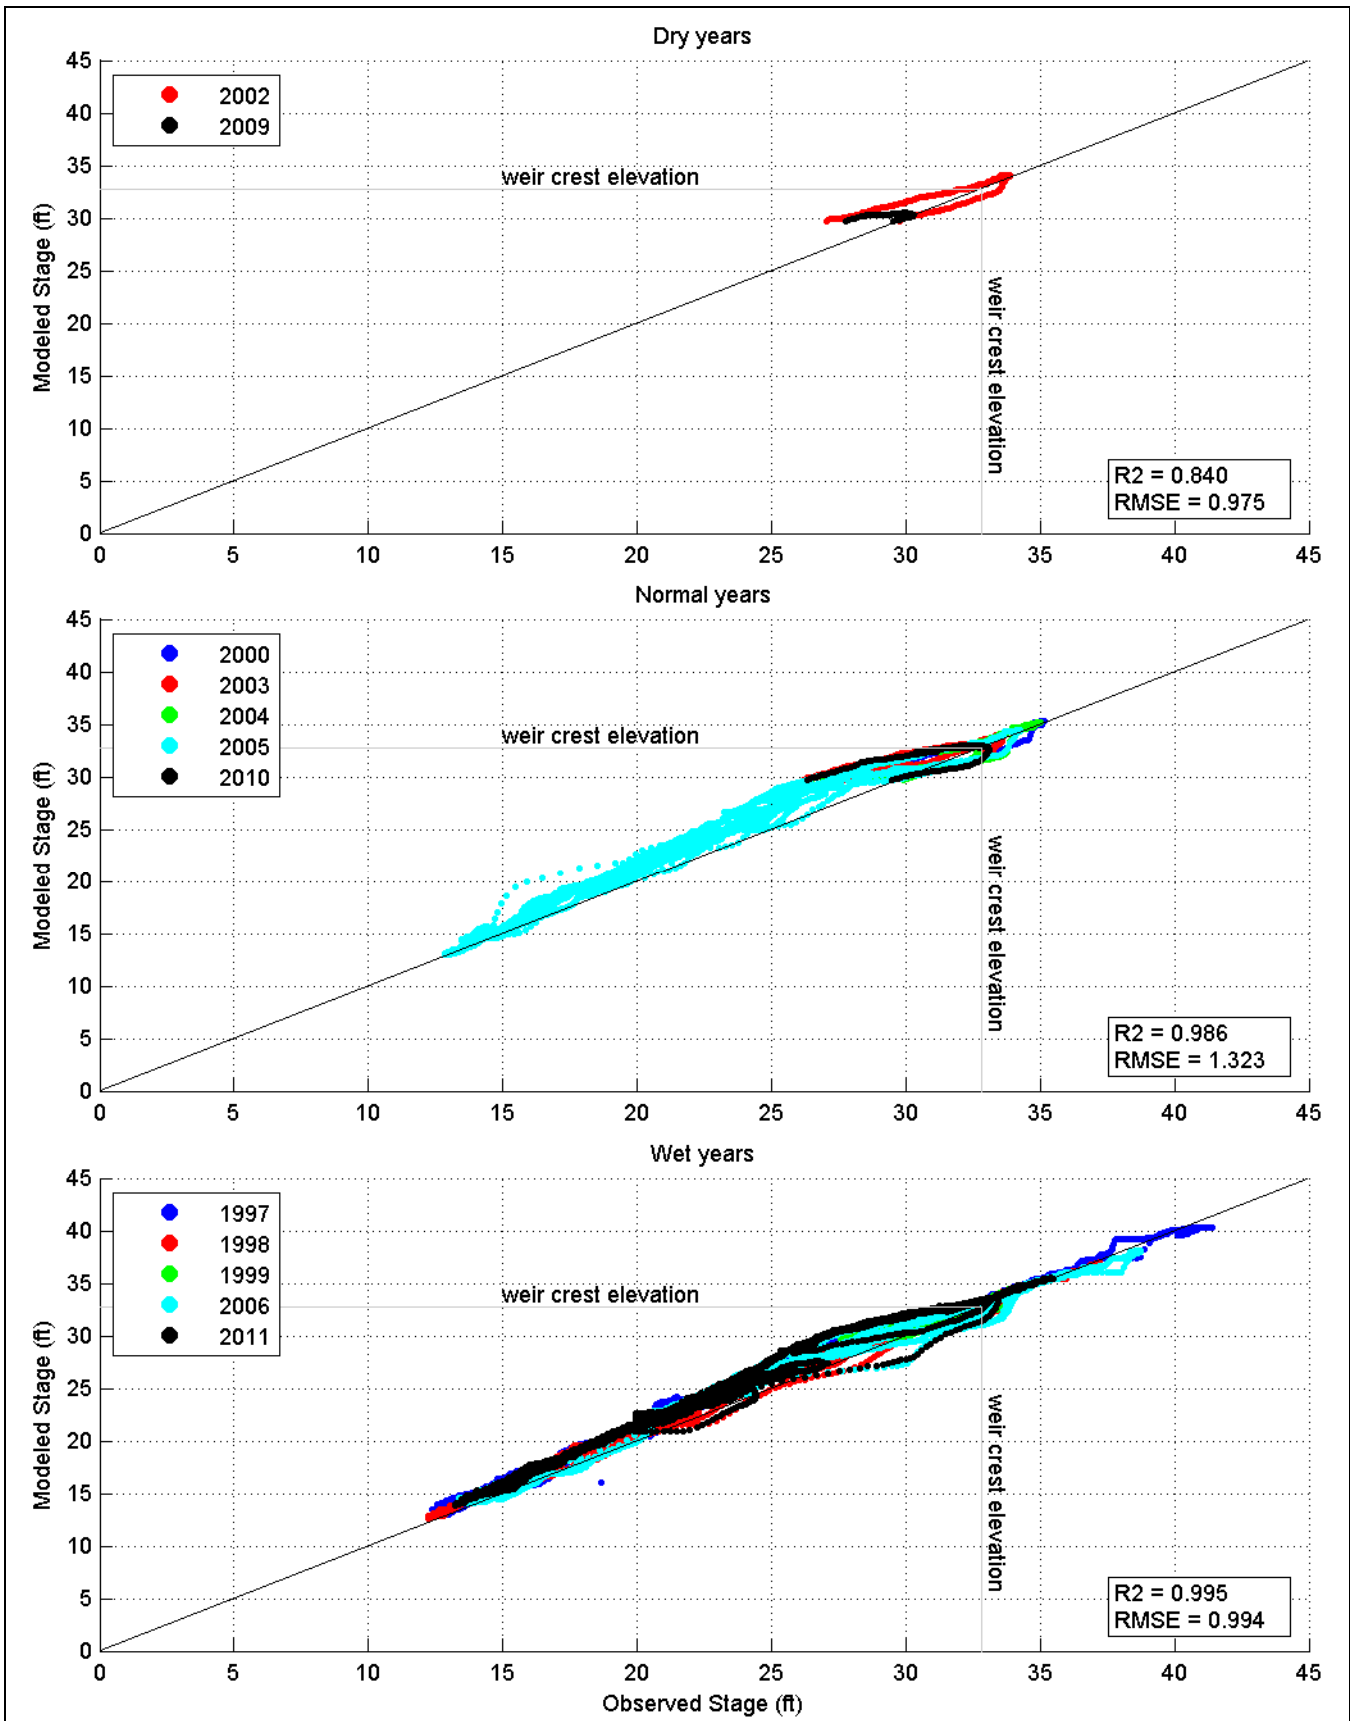 Dry years
45
40
35
30
25
20
15
10
5
0
Modeled Stage (ft)
2002
2009
weir crest elevation
weir crest elevation
R2 = 0.840
RMSE = 0.975
0 5 10 15 20 25 30 35 40 45
Normal years
45
40
35
30
25
20
15
10
5
0
Modeled Stage (ft)
2000
2003
2004
2005
2010
weir crest elevation
weir crest elevation
R2 = 0.986
RMSE = 1.323
0 5 10 15 20 25 30 35 40 45
Wet years
45
40
35
30
25
20
15
10
5
0
Modeled Stage (ft)
1997
1998
1999
2006
2011
weir crest elevation
weir crest elevation
R2 = 0.995
RMSE = 0.994
0 5 10 15 20 25 30 35 40 45
Observed Stage (ft)